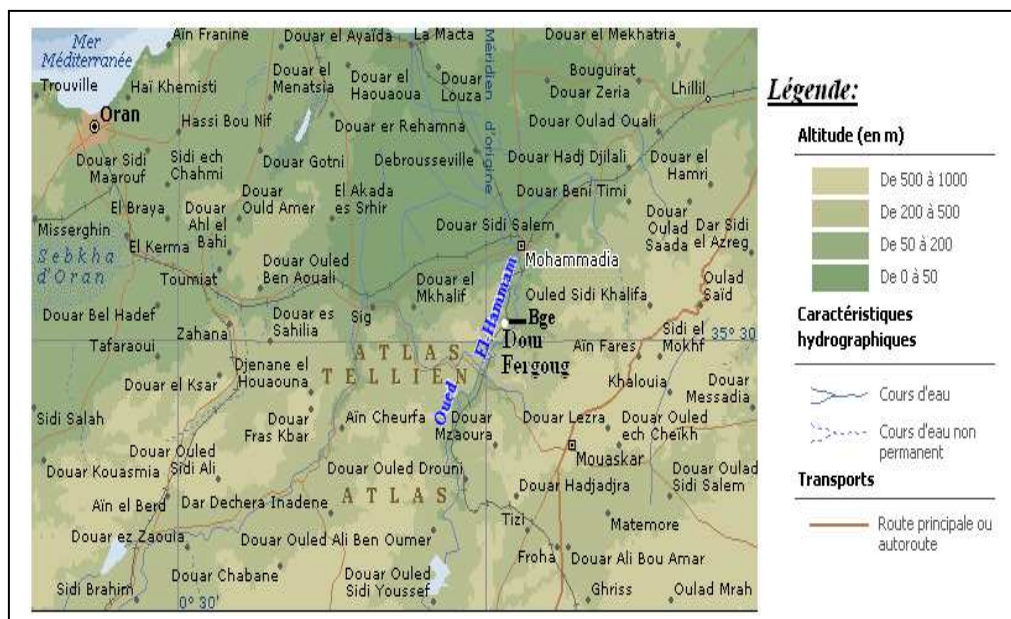 Mer
Méditerranée
Aïn Franine
Douar el Ayaïda
La Macta
Méridien d'origine
Douar el Mekhatria
Trouville
Haï Khemisti
Douar el
Menatsia
Douar el
Haouaoua
Douar
Louza
Bouguirat
Douar Zeria
Lhillil
Oran
Hassi Bou Nif
Douar er Rehamna
Douar Oulad Ouali
Douar Sidi
Maarouf
Sidi ech
Chahmi
Douar Gotni
Debrousseville
Douar Hadj Djilali
Douar el
Hamri
El Braya
Douar
Ahl el
Bahi
Douar
Ould Amer
El Akada
es Srhir
Douar Beni Timi
Misserghin
El Kerma
Douar Sidi Salem
Douar
Oulad
Saada
Dar Sidi
el Azreg
Sebkha
d'Oran
Toumiat
Douar Ouled
Ben Aouali
Douar el
Mkhalif
Mohammadia
Ouled Sidi Khalifa
Oulad
Saïd
Douar Bel Hadef
Zahana
Douar es
Sahilia
Sig
Bge
Douı
Fergoug
Sidi el
Mokhf
35° 30'
Tafaraoui
Djenane el
Houaouna
ATLAS
TELLIEN
Oued El-Hammam
Aïn Fares
Khalouia
Douar
Messadia
Douar el Ksar
Sidi Salah
Douar
Fras Kbar
Aïn Cheurfa
Douar
Mzaoura
Douar Lezra
Douar Ouled
ech Cheïkh
Mouaskar
Douar Kouasmia
Douar Ouled
Sidi Ali
Douar Ouled Drouni
Douar Hadjadjra
Douar Oulad
Sidi Salem
Aïn el Berd
Dar Dechera Inadene
ATLAS
Tizi
Matemore
Douar ez Zaouia
Douar Ouled Ali Ben Oumer
Froha
Douar Ali Bou Amar
Douar Chabane
Douar Ouled
Sidi Youssef
Sidi Brahim
0° 30'
Ghriss
Oulad Mrah
Légende:
Altitude (en m)
De 500 à 1000
De 200 à 500
De 50 à 200
De 0 à 50
Caractéristiques
hydrographiques
Cours d'eau
Cours d'eau non
permanent
Transports
Route principale ou
autoroute